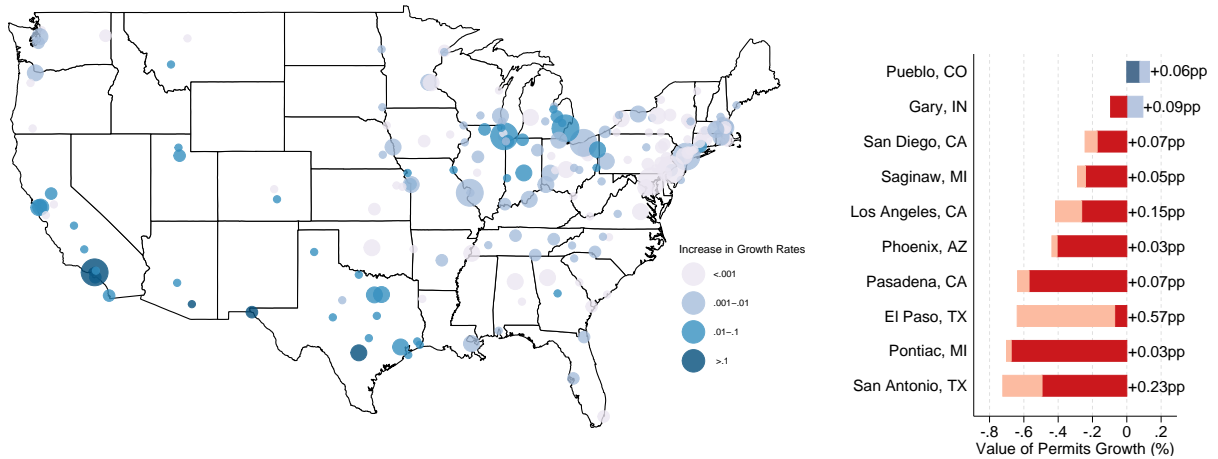 Increase in Growth Rates
<.001
.001–.01
.01–.1
>.1
Pueblo, CO +0.06pp
Gary, IN +0.09pp
San Diego, CA +0.07pp
Saginaw, MI +0.05pp
Los Angeles, CA +0.15pp
Phoenix, AZ +0.03pp
Pasadena, CA +0.07pp
El Paso, TX +0.57pp
Pontiac, MI +0.03pp
San Antonio, TX +0.23pp
-.8 -.6 -.4 -.2 0 .2
Value of Permits Growth (%)